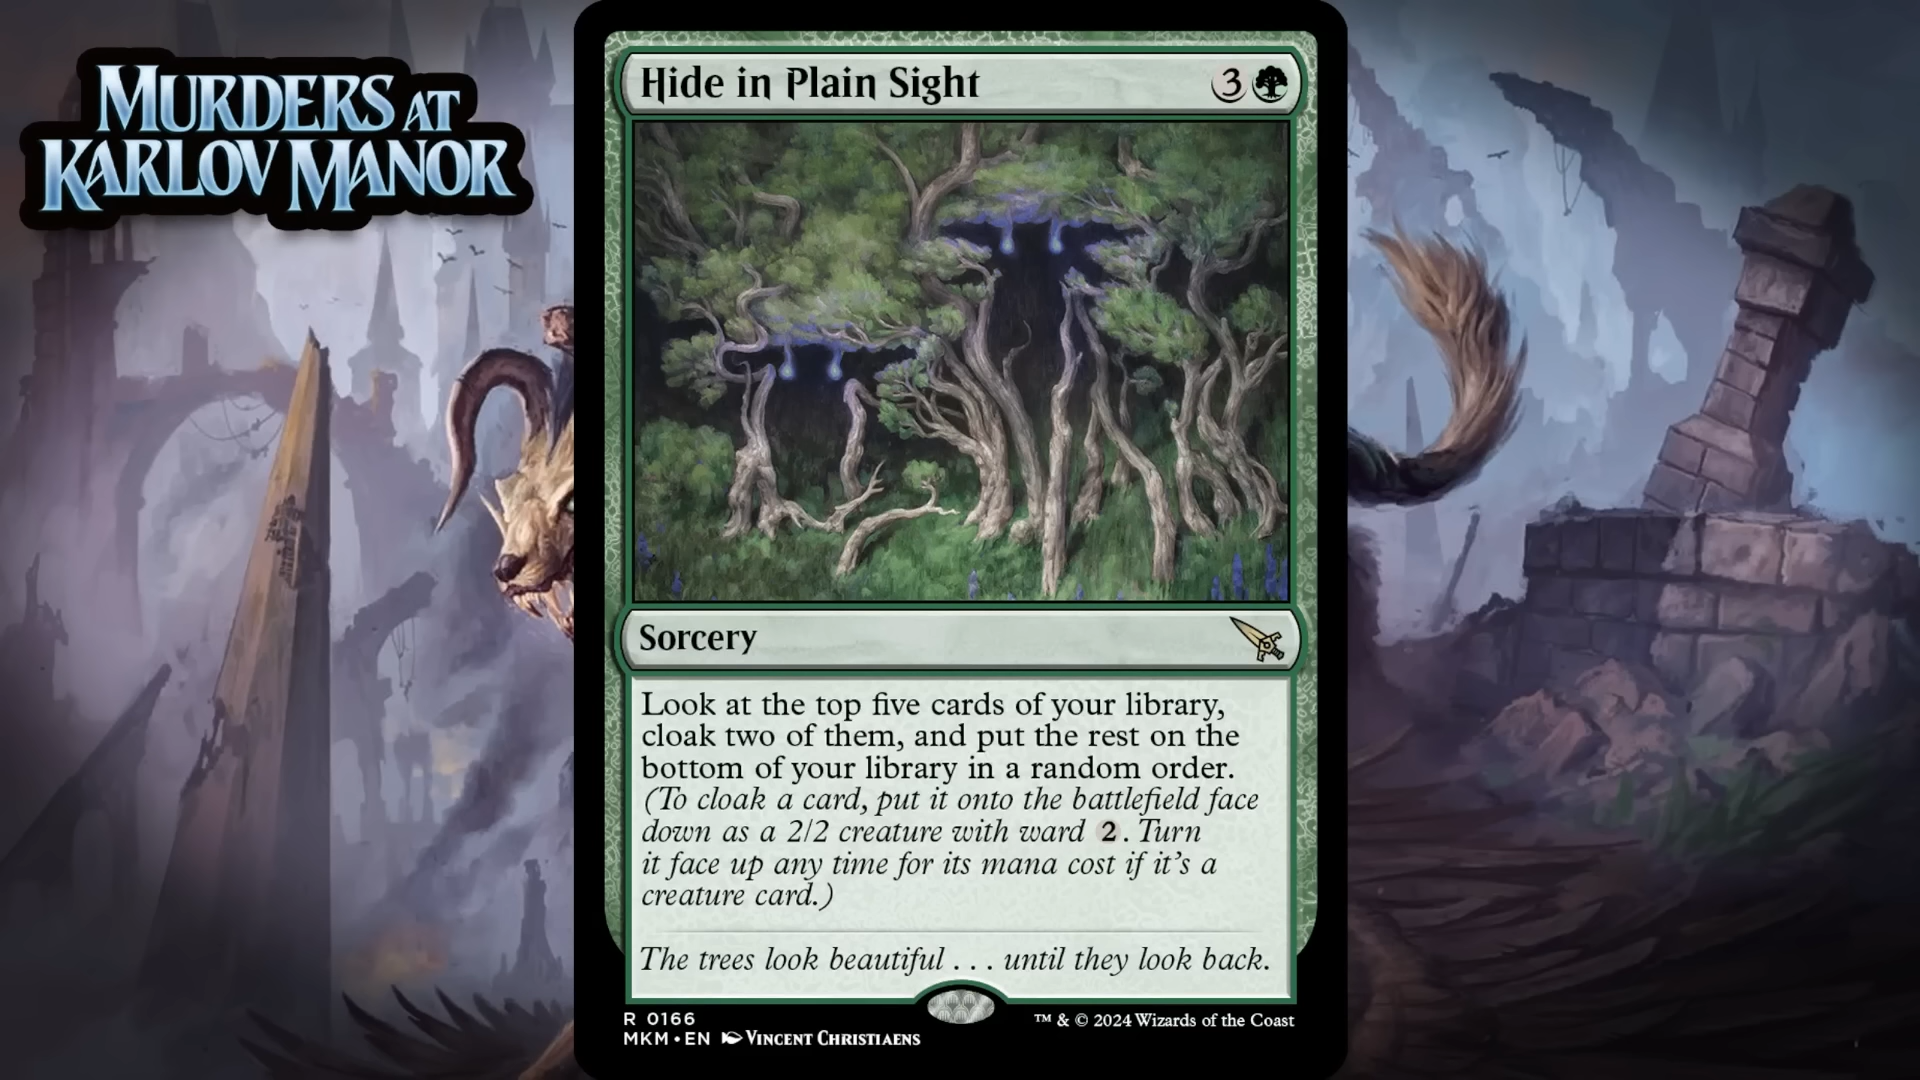 MURDERS AT
KARLOV MANOR
Hide in Plain Sight
3
Sorcery
Look at the top five cards of your library,
cloak two of them, and put the rest on the
bottom of your library in a random order.
(To cloak a card, put it onto the battlefield face
down as a 2/2 creature with ward 2. Turn
it face up any time for its mana cost if it's a
creature card.)
The trees look beautiful . . . until they look back.
R 0166
MKM • EN VINCENT CHRISTIAENS
™ & © 2024 Wizards of the Coast